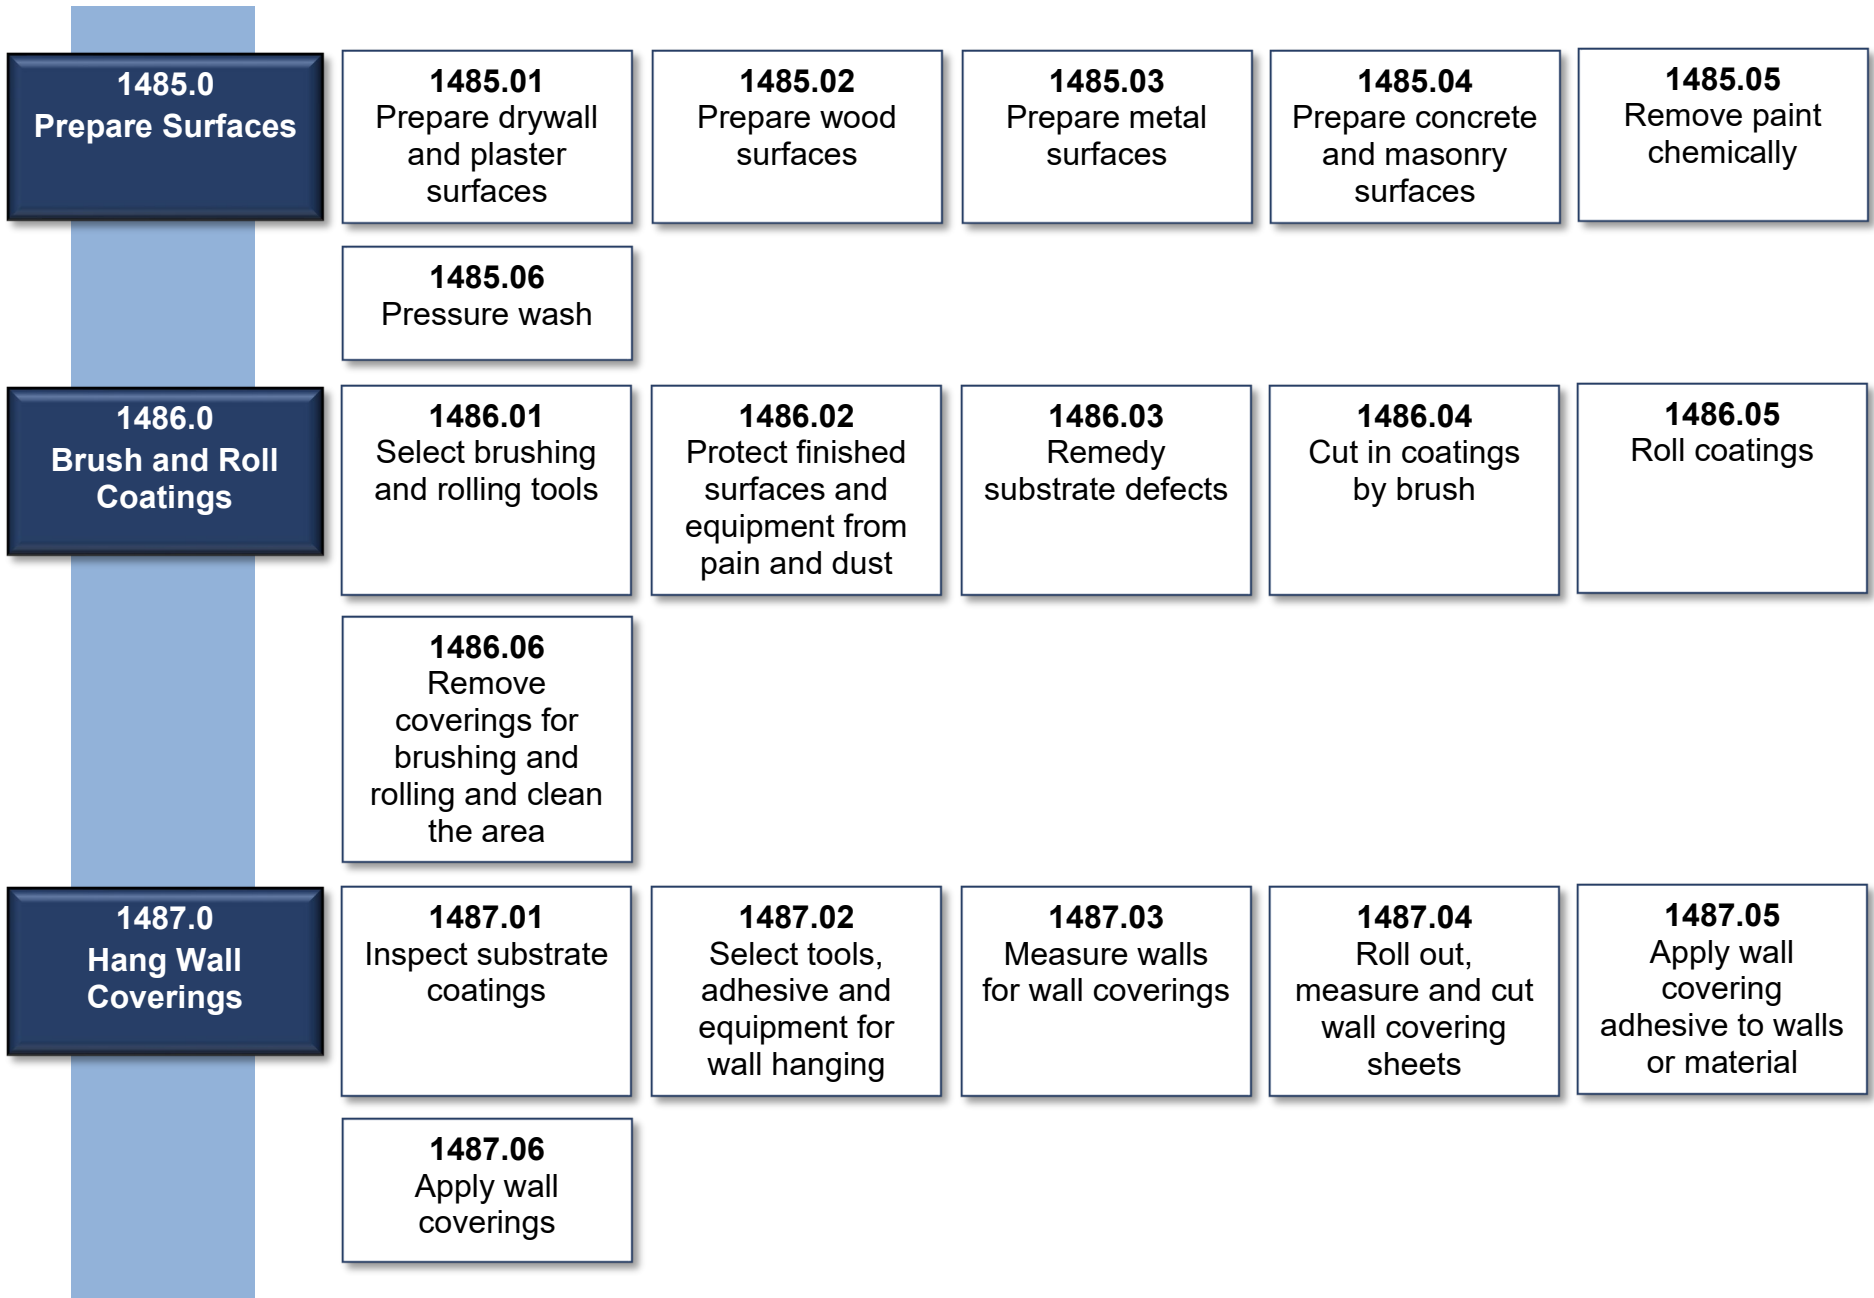 1485.0
Prepare Surfaces
1485.01
Prepare drywall
and plaster
surfaces
1485.02
Prepare wood
surfaces
1485.03
Prepare metal
surfaces
1485.04
Prepare concrete
and masonry
surfaces
1485.05
Remove paint
chemically
1485.06
Pressure wash
1486.0
Brush and Roll
Coatings
1486.01
Select brushing
and rolling tools
1486.02
Protect finished
surfaces and
equipment from
pain and dust
1486.03
Remedy
substrate defects
1486.04
Cut in coatings
by brush
1486.05
Roll coatings
1486.06
Remove
coverings for
brushing and
rolling and clean
the area
1487.0
Hang Wall
Coverings
1487.01
Inspect substrate
coatings
1487.02
Select tools,
adhesive and
equipment for
wall hanging
1487.03
Measure walls
for wall coverings
1487.04
Roll out,
measure and cut
wall covering
sheets
1487.05
Apply wall
covering
adhesive to walls
or material
1487.06
Apply wall
coverings